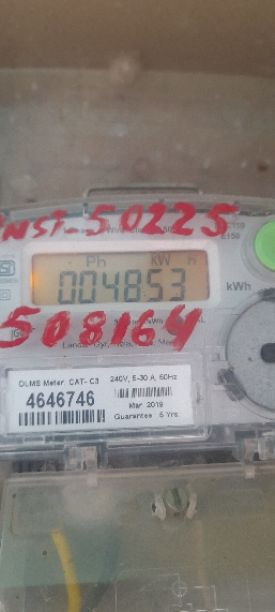 INST-50225
Ph kW h
004853
kWh
508164
DLMS Meter CAT- C3 240V, 5-30 A, 50Hz
4646746
Mar 2019
Guarantee 5 Yrs.